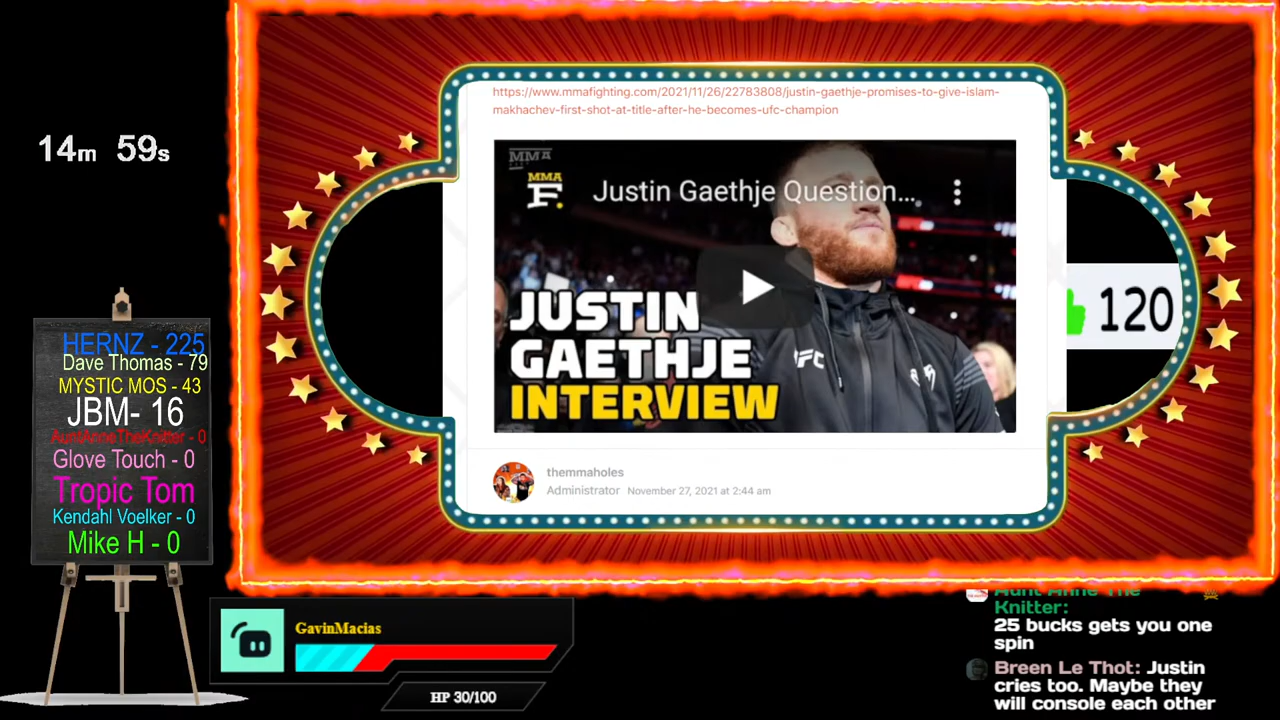 14m 59s
HERNZ - 225
Dave Thomas - 79
MYSTIC MOS - 43
JBM- 16
AuntAnneTheKnitter - 0
Glove Touch - 0
Tropic Tom
Kendahl Voelker - 0
Mike H - 0
https://www.mmafighting.com/2021/11/26/22783808/justin-gaethje-promises-to-give-islam-
makhachev-first-shot-at-title-after-he-becomes-ufc-champion
MMA
MMA
F.
Justin Gaethje Question...
JUSTIN
GAETHJE
INTERVIEW
UFC
themmaholes
Administrator November 27, 2021 at 2:44 am
120
GavinMacias
HP 30/100
Aunt Anne The
Knitter:
25 bucks gets you one
spin
Breen Le Thot: Justin
cries too. Maybe they
will console each other